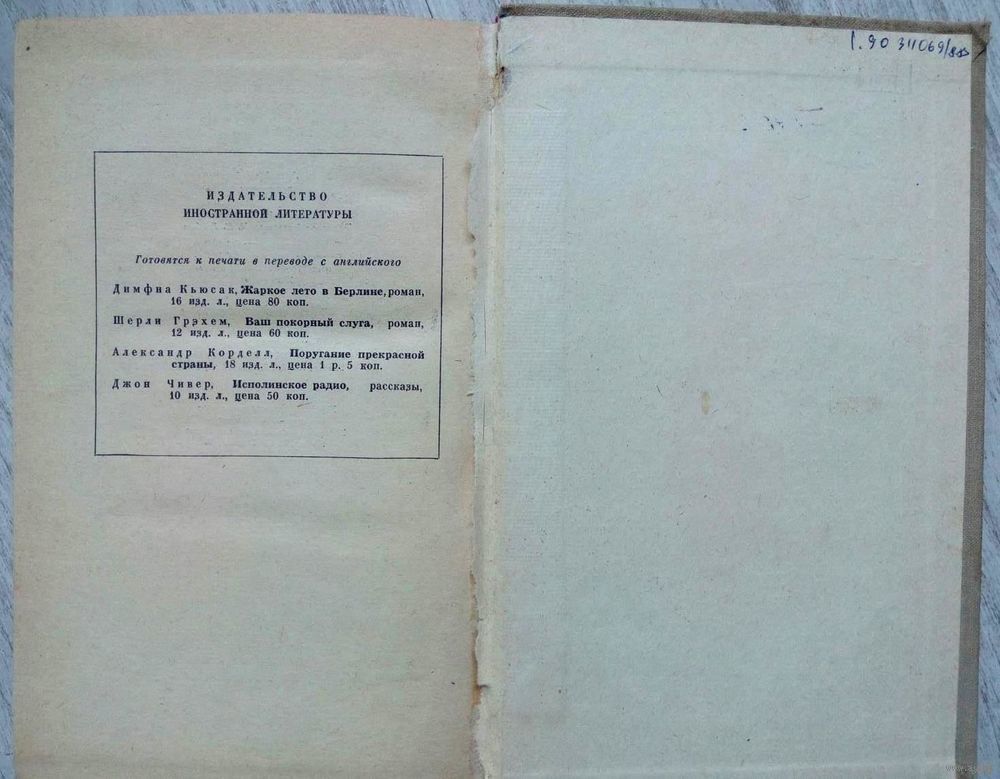 ИЗДАТЕЛЬСТВО
ИНОСТРАННОЙ ЛИТЕРАТУРЫ
Готовятся к печати в переводе с английского
Димфна Кьюсак, Жаркое лето в Берлине, роман,
16 изд. л., цена 80 коп.
Шерли Грэхем, Ваш покорный слуга, роман,
12 изд. л., цена 60 коп.
Александр Корделл, Поругание прекрасной
страны, 18 изд. л., цена 1 р. 5 коп.
Джон Чивер, Исполинское радио, рассказы,
10 изд. л., цена 50 коп.